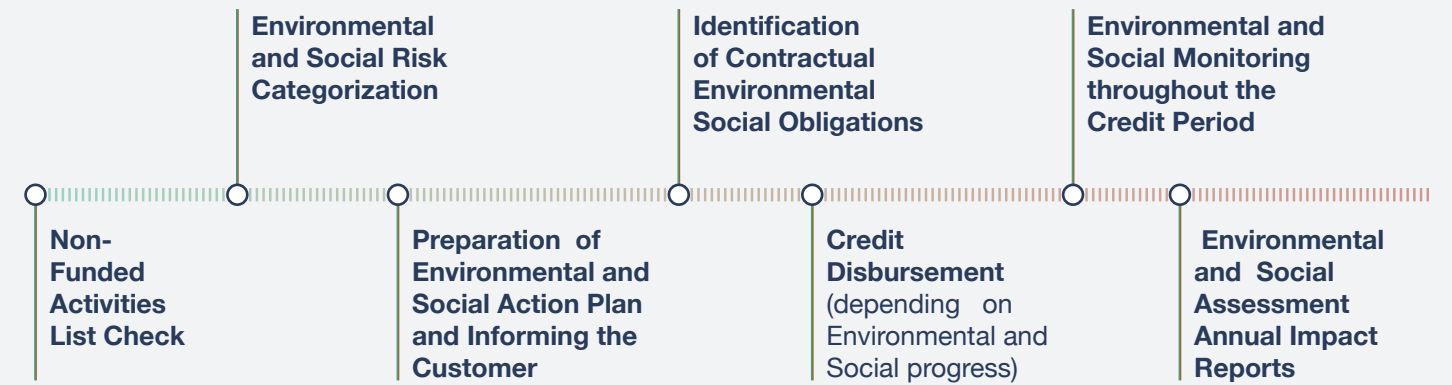 Non-
Funded
Activities
List Check
Environmental
and Social Risk
Categorization
Preparation of
Environmental and
Social Action Plan
and Informing the
Customer
Identification
of Contractual
Environmental
Social Obligations
Credit
Disbursement
(depending on
Environmental and
Social progress)
Environmental and
Social Monitoring
throughout the
Credit Period
Environmental
and Social
Assessment
Annual Impact
Reports